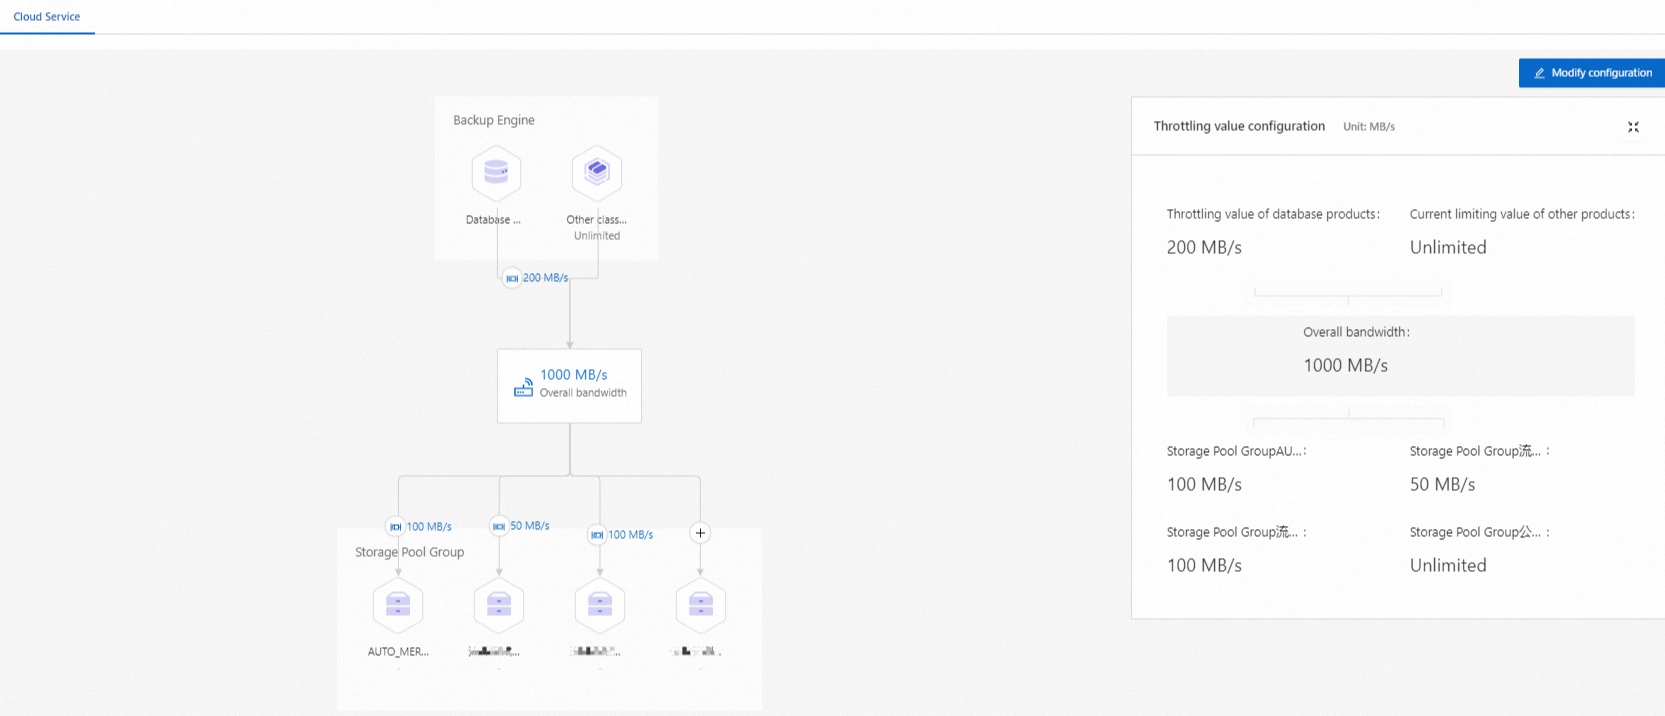 Cloud Service
Modify configuration
Backup Engine
Database ...
Other class...
Unlimited
200 MB/s
1000 MB/s
Overall bandwidth
100 MB/s
50 MB/s
100 MB/s
Storage Pool Group
AUTO_MER...
Throttling value configuration Unit: MB/s
Throttling value of database products:
200 MB/s
Current limiting value of other products:
Unlimited
Overall bandwidth:
1000 MB/s
Storage Pool GroupAU...:
100 MB/s
Storage Pool Group流... :
50 MB/s
Storage Pool Group流... :
100 MB/s
Storage Pool Group公... :
Unlimited